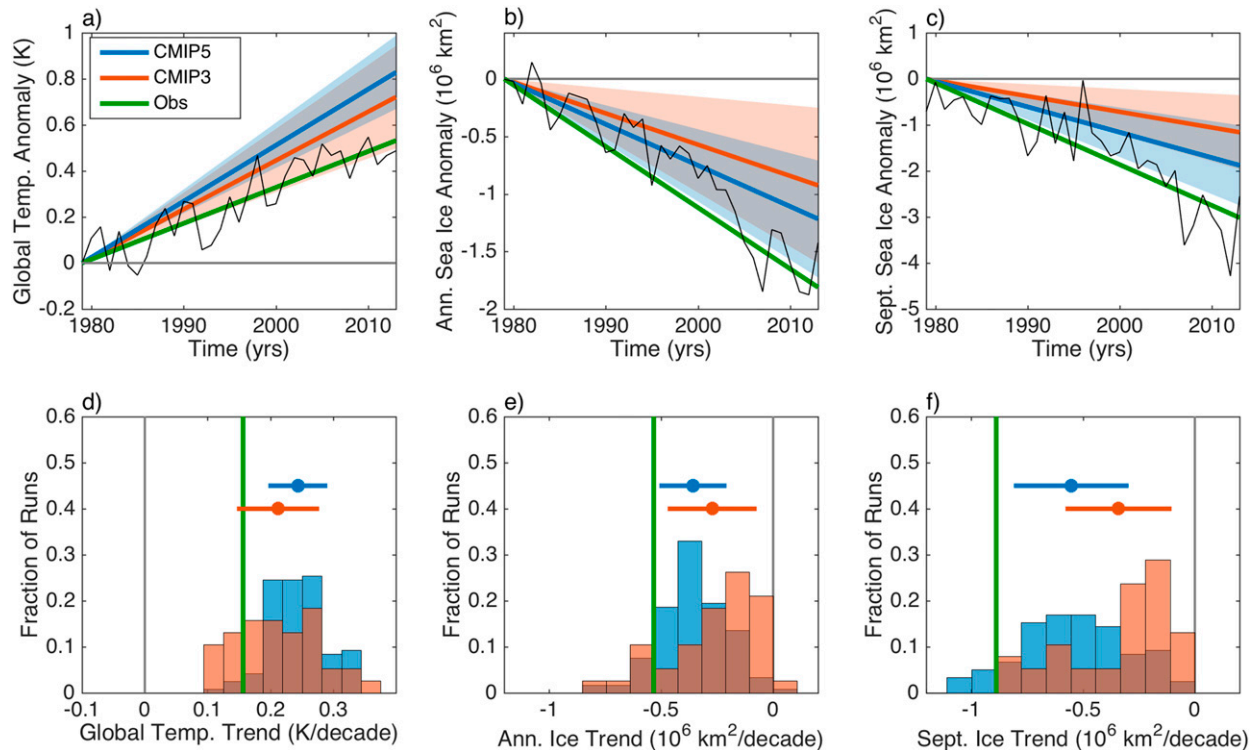 a)
Global Temp. Anomaly (K)
1
0.8
0.6
0.4
0.2
0
-0.2
CMIP5
CMIP3
Obs
1980 1990 2000 2010
Time (yrs)
b)
Ann. Sea Ice Anomaly (10⁶ km²)
0
-0.5
-1
-1.5
-2
1980 1990 2000 2010
Time (yrs)
c)
Sept. Sea Ice Anomaly (10⁶ km²)
1
0
-1
-2
-3
-4
-5
1980 1990 2000 2010
Time (yrs)
d)
Fraction of Runs
0.6
0.5
0.4
0.3
0.2
0.1
0
-0.1 0 0.1 0.2 0.3
Global Temp. Trend (K/decade)
e)
Fraction of Runs
0.6
0.5
0.4
0.3
0.2
0.1
0
-1 -0.5 0
Ann. Ice Trend (10⁶ km²/decade)
f)
Fraction of Runs
0.6
0.5
0.4
0.3
0.2
0.1
0
-1 -0.5 0
Sept. Ice Trend (10⁶ km²/decade)